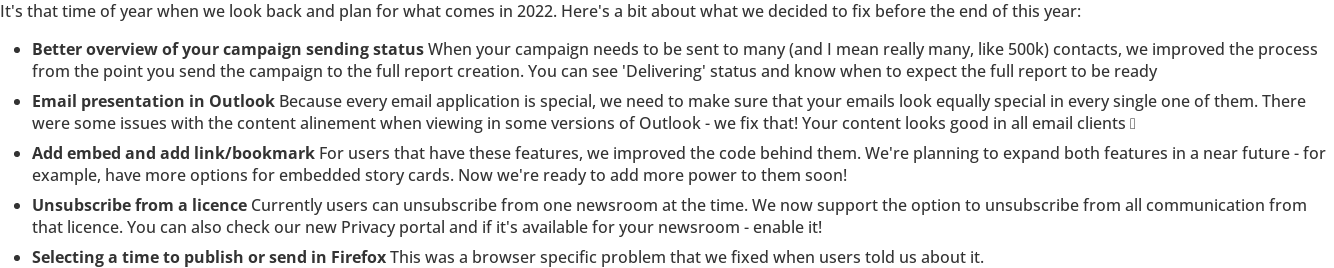 It's that time of year when we look back and plan for what comes in 2022. Here's a bit about what we decided to fix before the end of this year:
• Better overview of your campaign sending status When your campaign needs to be sent to many (and I mean really many, like 500k) contacts, we improved the process
from the point you send the campaign to the full report creation. You can see 'Delivering' status and know when to expect the full report to be ready
• Email presentation in Outlook Because every email application is special, we need to make sure that your emails look equally special in every single one of them. There
were some issues with the content alinement when viewing in some versions of Outlook - we fix that! Your content looks good in all email clients
• Add embed and add link/bookmark For users that have these features, we improved the code behind them. We're planning to expand both features in a near future - for
example, have more options for embedded story cards. Now we're ready to add more power to them soon!
• Unsubscribe from a licence Currently users can unsubscribe from one newsroom at the time. We now support the option to unsubscribe from all communication from
that licence. You can also check our new Privacy portal and if it's available for your newsroom - enable it!
• Selecting a time to publish or send in Firefox This was a browser specific problem that we fixed when users told us about it.